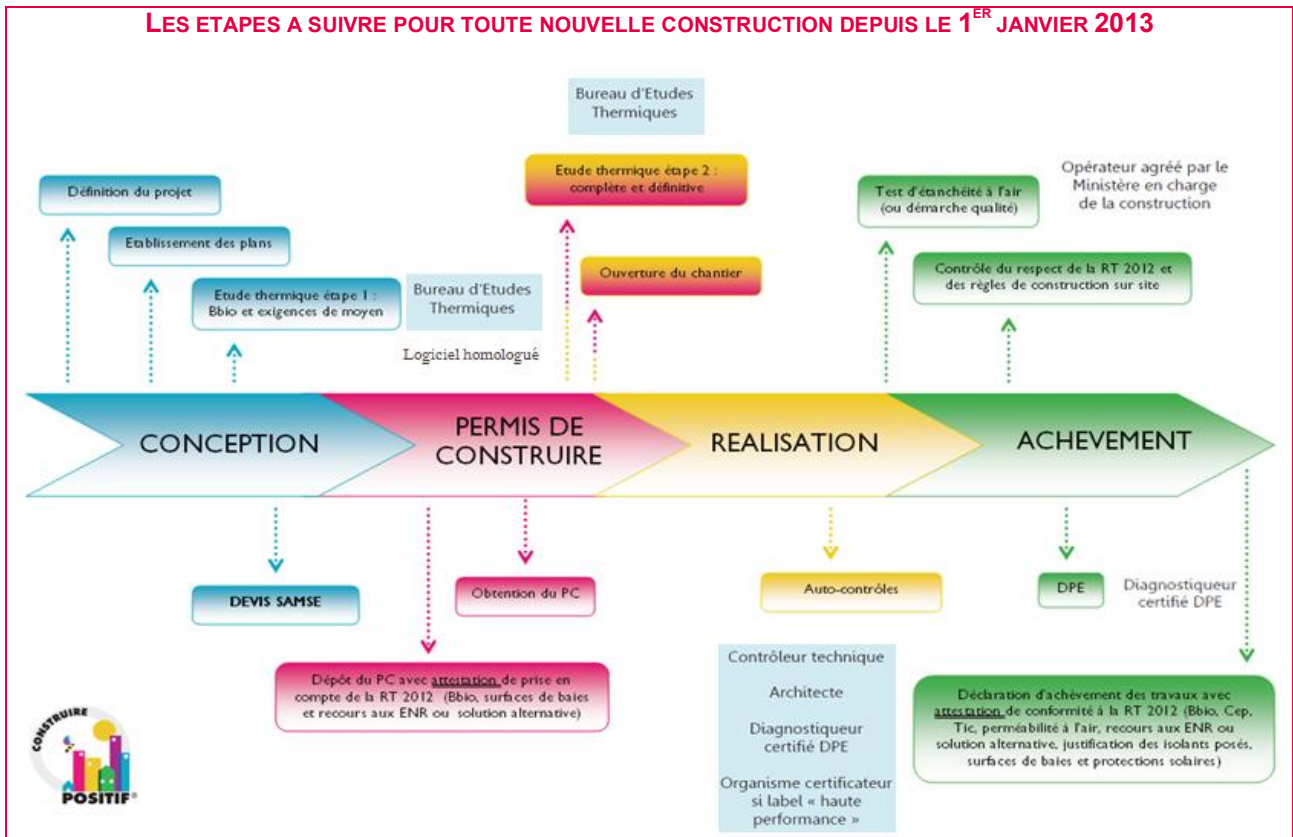 LES ETAPES A SUIVRE POUR TOUTE NOUVELLE CONSTRUCTION DEPUIS LE 1ER JANVIER 2013
Bureau d'Etudes
Thermiques
Définition du projet
Etablissement des plans
Etude thermique étape 1 :
Bbio et exigences de moyen
Bureau d'Etudes
Thermiques
Logiciel homologué
Etude thermique étape 2 :
complète et définitive
Ouverture du chantier
Test d'étanchéité à l'air
(ou démarche qualité)
Opérateur agréé par le
Ministère en charge
de la construction
Contrôle du respect de la RT 2012 et
des règles de construction sur site
CONCEPTION
PERMIS DE
CONSTRUIRE
REALISATION
ACHEVEMENT
DEVIS SAMSE
Obtention du PC
Dépôt du PC avec attestation de prise en
compte de la RT 2012 (Bbio, surfaces de baies
et recours aux ENR ou solution alternative)
Auto-contrôles
Contrôleur technique
Architecte
Diagnostiqueur
certifié DPE
Organisme certificateur
si label « haute
performance »
DPE
Diagnostiqueur
certifié DPE
Déclaration d'achèvement des travaux avec
attestation de conformité à la RT 2012 (Bbio, Cep,
Tic, perméabilité à l'air, recours aux ENR ou
solution alternative, justification des isolants posés,
surfaces de baies et protections solaires)
CONSTRUIRE
POSITIF®